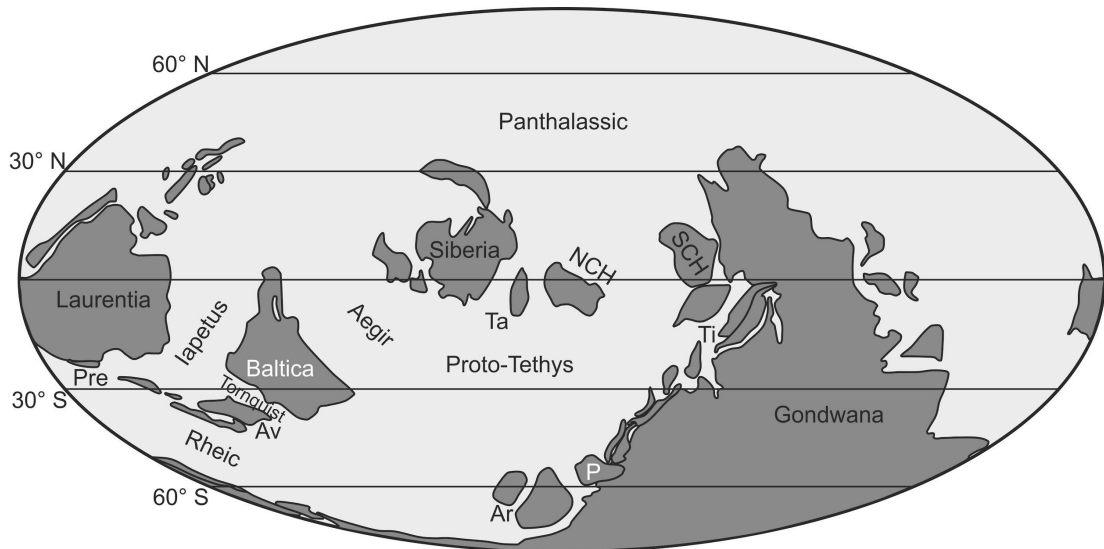 60° N
Panthalassic
30° N
Siberia
NCH
SCH
Laurentia
Iapetus
Aegir
Ta
Ti
Baltica
Proto-Tethys
Pre
30° S
Tornquist
Av
Gondwana
Rheic
P
60° S
Ar